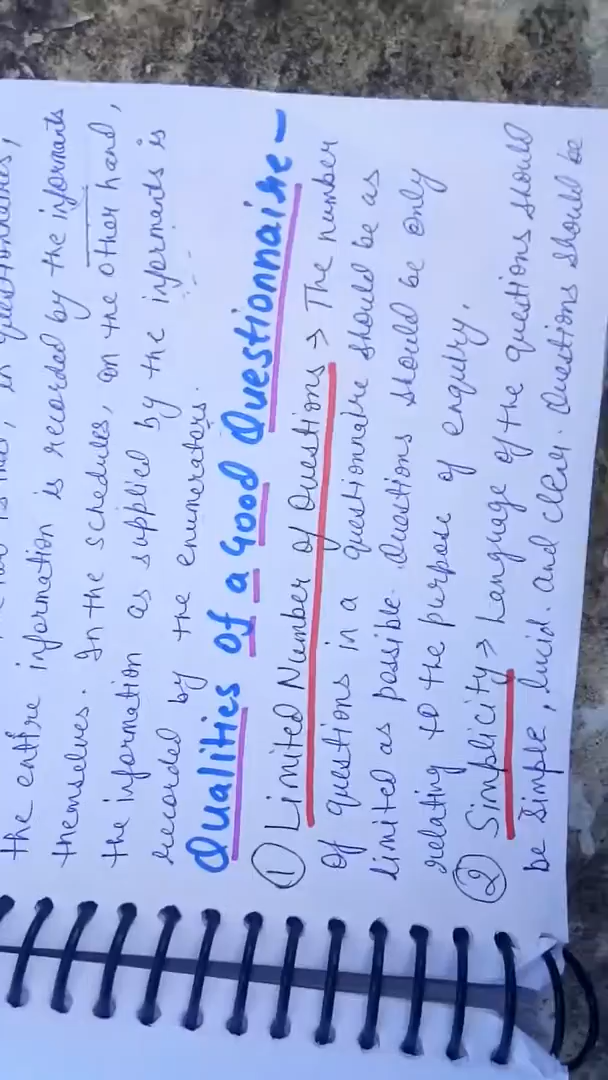 in questionnaires,
the entire information is recorded by the informants
themselves. In the schedules, on the other hand,
the information as supplied by the informants is
recorded by the enumerators.
Qualities of a Good Questionnaire -
① Limited Number of Questions → The number
of questions in a questionnaire should be as
limited as possible. Questions should be only
relating to the purpose of enquiry.
② Simplicity → Language of the questions should
be simple, lucid. and clear. Questions should be